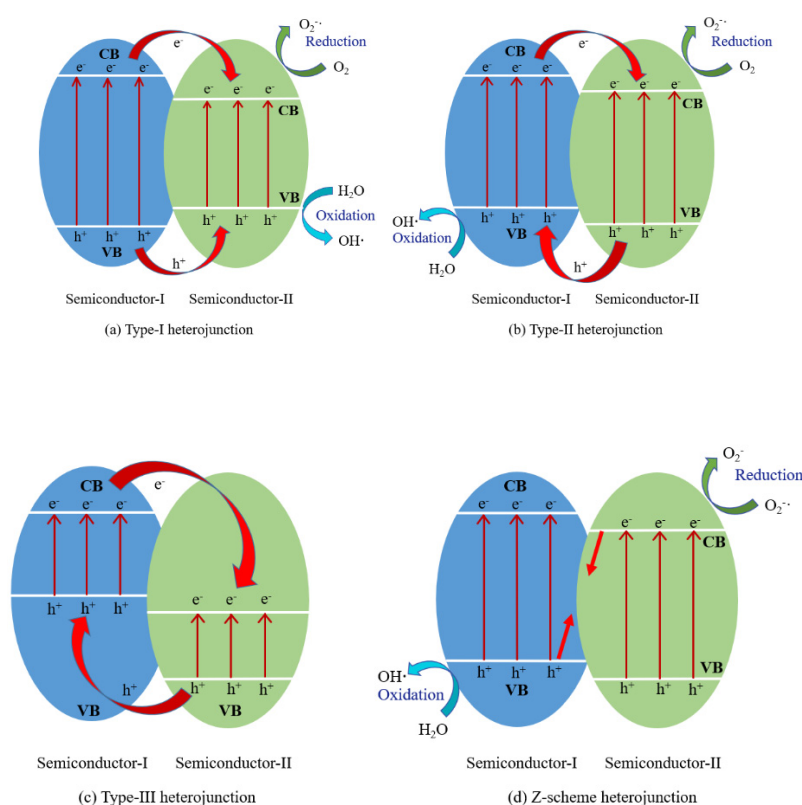 O₂⁻·
Reduction
O₂
CB
e⁻
e⁻ e⁻ e⁻
e⁻ e⁻ e⁻
CB
VB
H₂O
h⁺ h⁺ h⁺
Oxidation
h⁺ h⁺ h⁺
OH·
VB
h⁺
Semiconductor-I Semiconductor-II
(a) Type-I heterojunction
O₂⁻·
Reduction
O₂
CB
e⁻
e⁻ e⁻ e⁻
e⁻ e⁻ e⁻
CB
VB
OH·
h⁺ h⁺ h⁺
Oxidation
VB
h⁺ h⁺ h⁺
H₂O
h⁺
Semiconductor-I Semiconductor-II
(b) Type-II heterojunction
CB
e⁻
e⁻ e⁻ e⁻
e⁻ e⁻ e⁻
h⁺ h⁺ h⁺
h⁺
h⁺ h⁺ h⁺
VB
VB
Semiconductor-I Semiconductor-II
(c) Type-III heterojunction
O₂⁻
Reduction
O₂⁻·
CB
e⁻ e⁻ e⁻
e⁻ e⁻ e⁻
CB
VB
OH·
h⁺ h⁺ h⁺
Oxidation
VB
h⁺ h⁺ h⁺
H₂O
Semiconductor-I Semiconductor-II
(d) Z-scheme heterojunction